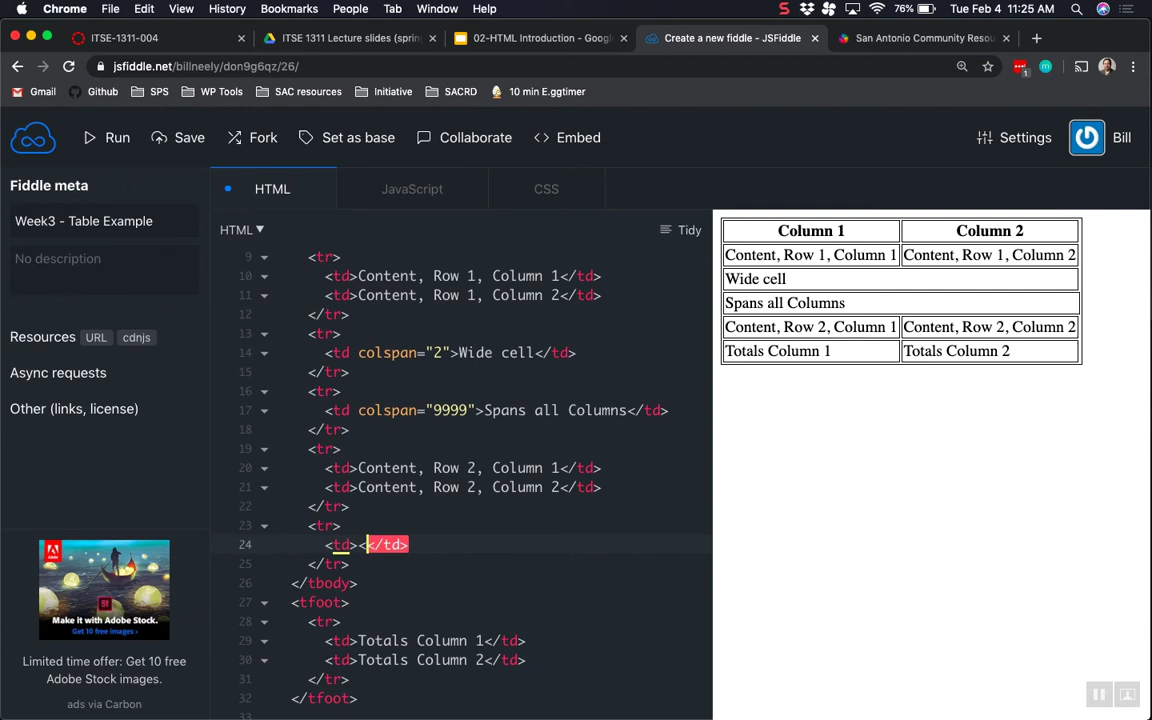 Chrome File Edit View History Bookmarks People Tab Window Help 76% Tue Feb 4 11:25 AM
ITSE-1311-004 ITSE 1311 Lecture slides (sprin 02-HTML Introduction - Googl Create a new fiddle - JSFiddle San Antonio Community Resou
jsfiddle.net/billneely/don9g6qz/26/
Gmail Github SPS WP Tools SAC resources Initiative SACRD 10 min E.ggtimer
1
Run Save Fork Set as base Collaborate Embed Settings Bill
Fiddle meta
Week3 - Table Example
No description
Resources URL cdnjs
Async requests
Other (links, license)
St
Make it with Adobe Stock.
Get 10 free images ›
Limited time offer: Get 10 free
Adobe Stock images.
ads via Carbon
HTML JavaScript CSS
HTML▼ Tidy
9 <tr>
10 <td>Content, Row 1, Column 1</td>
11 <td>Content, Row 1, Column 2</td>
12 </tr>
13 <tr>
14 <td colspan="2">Wide cell</td>
15 </tr>
16 <tr>
17 <td colspan="9999">Spans all Columns</td>
18 </tr>
19 <tr>
20 <td>Content, Row 2, Column 1</td>
21 <td>Content, Row 2, Column 2</td>
22 </tr>
23 <tr>
24 <td><</td>
25 </tr>
26 </tbody>
27 <tfoot>
28 <tr>
29 <td>Totals Column 1</td>
30 <td>Totals Column 2</td>
31 </tr>
32 </tfoot>
33
Column 1 Column 2
Content, Row 1, Column 1 Content, Row 1, Column 2
Wide cell
Spans all Columns
Content, Row 2, Column 1 Content, Row 2, Column 2
Totals Column 1 Totals Column 2